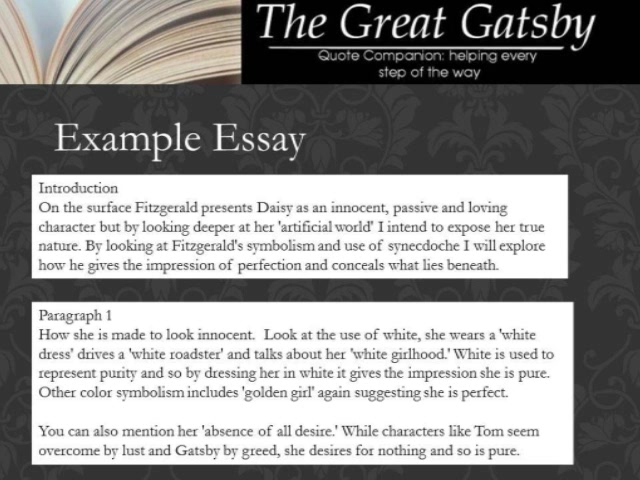 The Great Gatsby
Quote Companion: helping every
step of the way
Example Essay
Introduction
On the surface Fitzgerald presents Daisy as an innocent, passive and loving
character but by looking deeper at her 'artificial world' I intend to expose her true
nature. By looking at Fitzgerald's symbolism and use of synecdoche I will explore
how he gives the impression of perfection and conceals what lies beneath.
Paragraph 1
How she is made to look innocent. Look at the use of white, she wears a 'white
dress' drives a 'white roadster' and talks about her 'white girlhood.' White is used to
represent purity and so by dressing her in white it gives the impression she is pure.
Other color symbolism includes 'golden girl' again suggesting she is perfect.
You can also mention her 'absence of all desire.' While characters like Tom seem
overcome by lust and Gatsby by greed, she desires for nothing and so is pure.